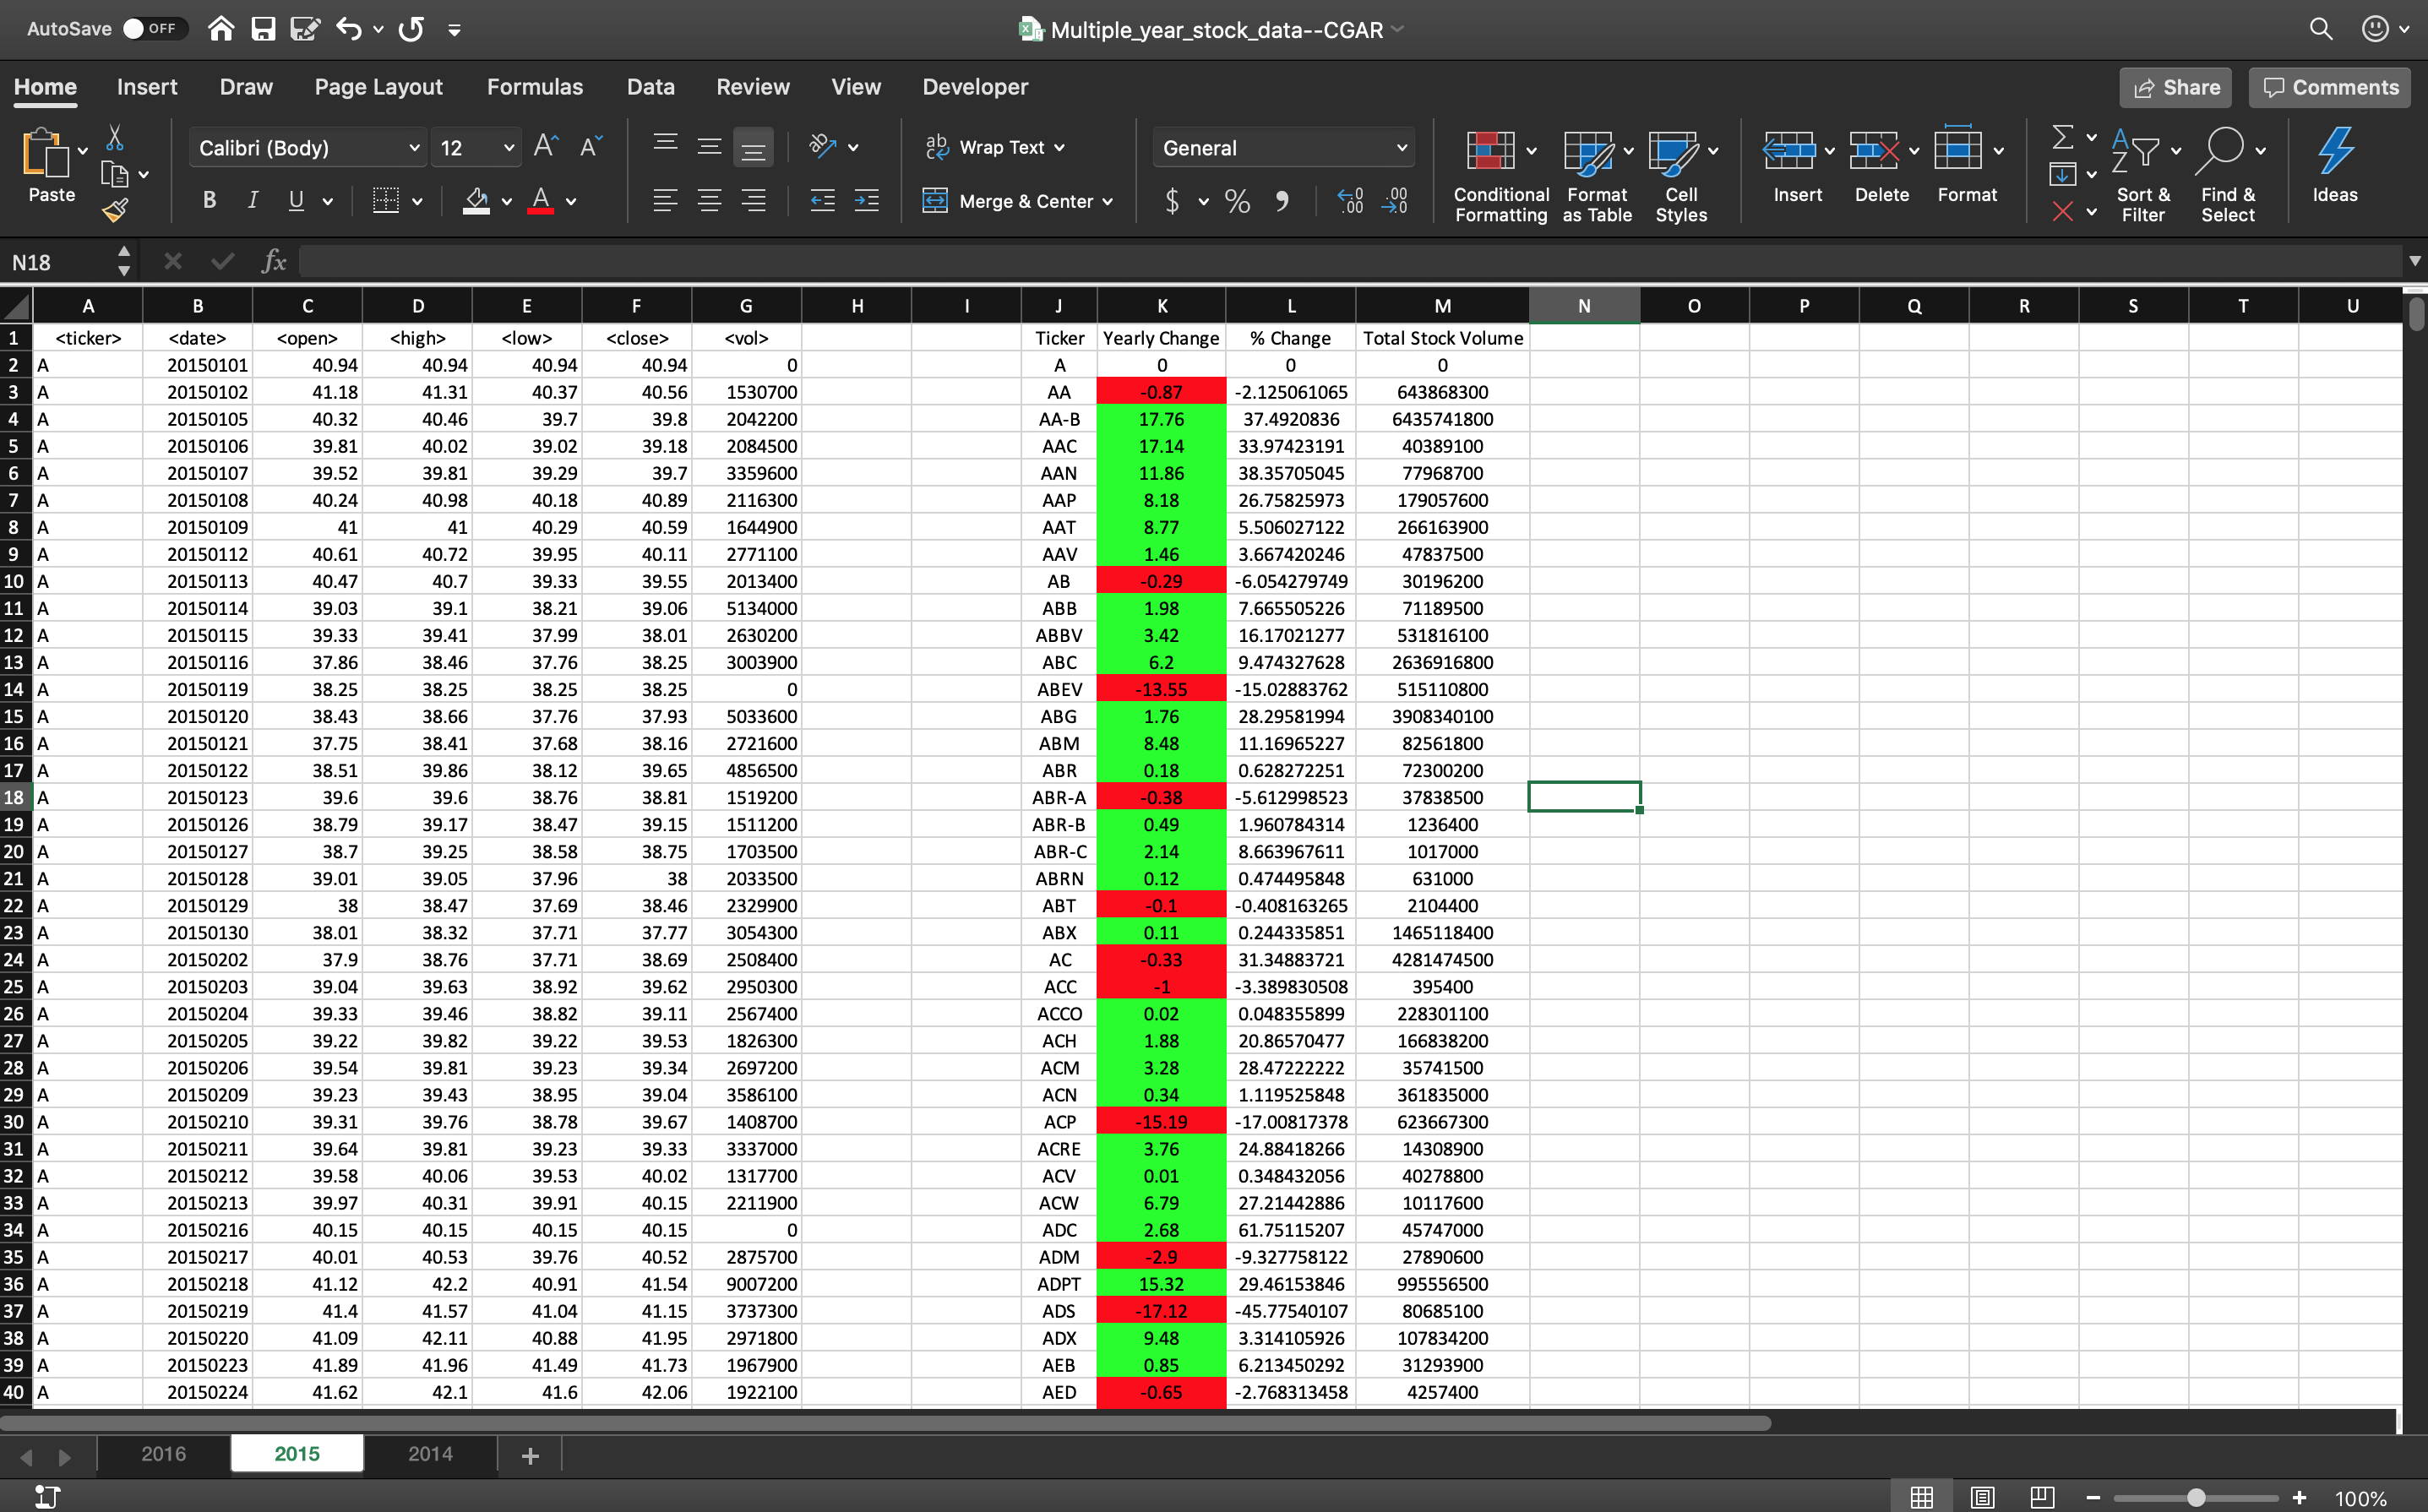 AutoSave OFF Multiple_year_stock_data--CGAR
Home Insert Draw Page Layout Formulas Data Review View Developer Share Comments
Paste Calibri (Body) 12 A A Wrap Text General
B I U A Merge & Center $ % .00 .00
Conditional Formatting Format as Table Cell Styles Insert Delete Format Sort & Filter Find & Select Ideas
N18 fx
A B C D E F G H I J K L M N O P Q R S T U
1 <ticker> <date> <open> <high> <low> <close> <vol> Ticker Yearly Change % Change Total Stock Volume
2 A 20150101 40.94 40.94 40.94 40.94 0 A 0 0 0
3 A 20150102 41.18 41.31 40.37 40.56 1530700 AA -0.87 -2.125061065 643868300
4 A 20150105 40.32 40.46 39.7 39.8 2042200 AA-B 17.76 37.4920836 6435741800
5 A 20150106 39.81 40.02 39.02 39.18 2084500 AAC 17.14 33.97423191 40389100
6 A 20150107 39.52 39.81 39.29 39.7 3359600 AAN 11.86 38.35705045 77968700
7 A 20150108 40.24 40.98 40.18 40.89 2116300 AAP 8.18 26.75825973 179057600
8 A 20150109 41 41 40.29 40.59 1644900 AAT 8.77 5.506027122 266163900
9 A 20150112 40.61 40.72 39.95 40.11 2771100 AAV 1.46 3.667420246 47837500
10 A 20150113 40.47 40.7 39.33 39.55 2013400 AB -0.29 -6.054279749 30196200
11 A 20150114 39.03 39.1 38.21 39.06 5134000 ABB 1.98 7.665505226 71189500
12 A 20150115 39.33 39.41 37.99 38.01 2630200 ABBV 3.42 16.17021277 531816100
13 A 20150116 37.86 38.46 37.76 38.25 3003900 ABC 6.2 9.474327628 2636916800
14 A 20150119 38.25 38.25 38.25 38.25 0 ABEV -13.55 -15.02883762 515110800
15 A 20150120 38.43 38.66 37.76 37.93 5033600 ABG 1.76 28.29581994 3908340100
16 A 20150121 37.75 38.41 37.68 38.16 2721600 ABM 8.48 11.16965227 82561800
17 A 20150122 38.51 39.86 38.12 39.65 4856500 ABR 0.18 0.628272251 72300200
18 A 20150123 39.6 39.6 38.76 38.81 1519200 ABR-A -0.38 -5.612998523 37838500
19 A 20150126 38.79 39.17 38.47 39.15 1511200 ABR-B 0.49 1.960784314 1236400
20 A 20150127 38.7 39.25 38.58 38.75 1703500 ABR-C 2.14 8.663967611 1017000
21 A 20150128 39.01 39.05 37.96 38 2033500 ABRN 0.12 0.474495848 631000
22 A 20150129 38 38.47 37.69 38.46 2329900 ABT -0.1 -0.408163265 2104400
23 A 20150130 38.01 38.32 37.71 37.77 3054300 ABX 0.11 0.244335851 1465118400
24 A 20150202 37.9 38.76 37.71 38.69 2508400 AC -0.33 31.34883721 4281474500
25 A 20150203 39.04 39.63 38.92 39.62 2950300 ACC -1 -3.389830508 395400
26 A 20150204 39.33 39.46 38.82 39.11 2567400 ACCO 0.02 0.048355899 228301100
27 A 20150205 39.22 39.82 39.22 39.53 1826300 ACH 1.88 20.86570477 166838200
28 A 20150206 39.54 39.81 39.23 39.34 2697200 ACM 3.28 28.47222222 35741500
29 A 20150209 39.23 39.43 38.95 39.04 3586100 ACN 0.34 1.119525848 361835000
30 A 20150210 39.31 39.76 38.78 39.67 1408700 ACP -15.19 -17.00817378 623667300
31 A 20150211 39.64 39.81 39.23 39.33 3337000 ACRE 3.76 24.88418266 14308900
32 A 20150212 39.58 40.06 39.53 40.02 1317700 ACV 0.01 0.348432056 40278800
33 A 20150213 39.97 40.31 39.91 40.15 2211900 ACW 6.79 27.21442886 10117600
34 A 20150216 40.15 40.15 40.15 40.15 0 ADC 2.68 61.75115207 45747000
35 A 20150217 40.01 40.53 39.76 40.52 2875700 ADM -2.9 -9.327758122 27890600
36 A 20150218 41.12 42.2 40.91 41.54 9007200 ADPT 15.32 29.46153846 995556500
37 A 20150219 41.4 41.57 41.04 41.15 3737300 ADS -17.12 -45.77540107 80685100
38 A 20150220 41.09 42.11 40.88 41.95 2971800 ADX 9.48 3.314105926 107834200
39 A 20150223 41.89 41.96 41.49 41.73 1967900 AEB 0.85 6.213450292 31293900
40 A 20150224 41.62 42.1 41.6 42.06 1922100 AED -0.65 -2.768313458 4257400
2016 2015 2014
100%